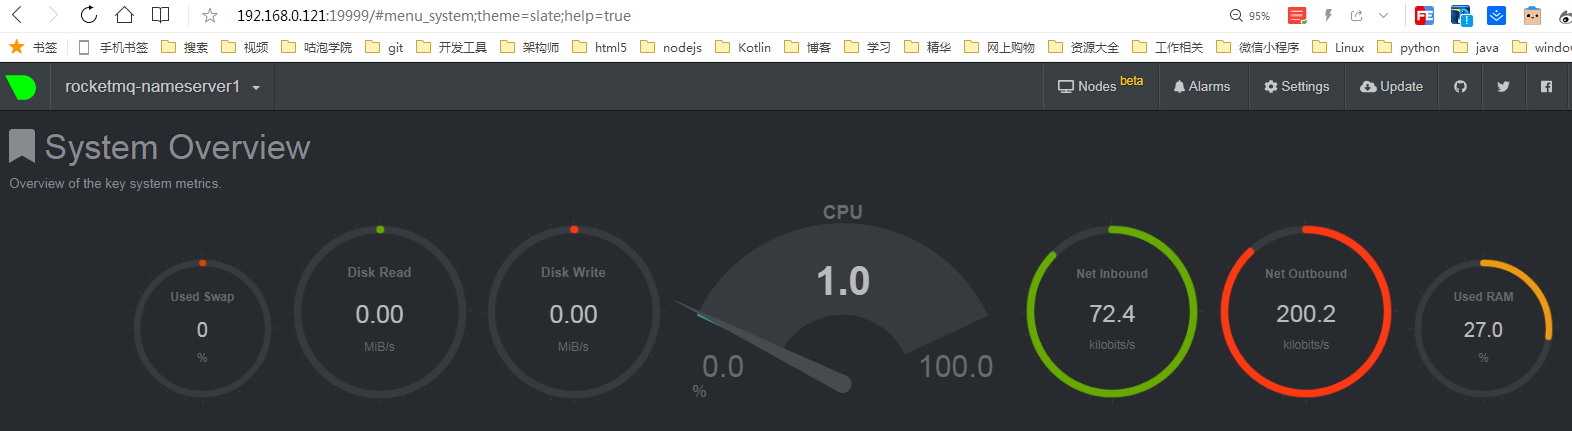 192.168.0.121:19999/#menu_system;theme=slate;help=true 95%
书签 手机书签 搜索 视频 咕泡学院 git 开发工具 架构师 html5 nodejs Kotlin 博客 学习 精华 网上购物 资源大全 工作相关 微信小程序 Linux python java window
rocketmq-nameserver1 Nodes beta Alarms Settings Update
System Overview
Overview of the key system metrics.
Used Swap
0
%
Disk Read
0.00
MiB/s
Disk Write
0.00
MiB/s
CPU
1.0
0.0 100.0
%
Net Inbound
72.4
kilobits/s
Net Outbound
200.2
kilobits/s
Used RAM
27.0
%